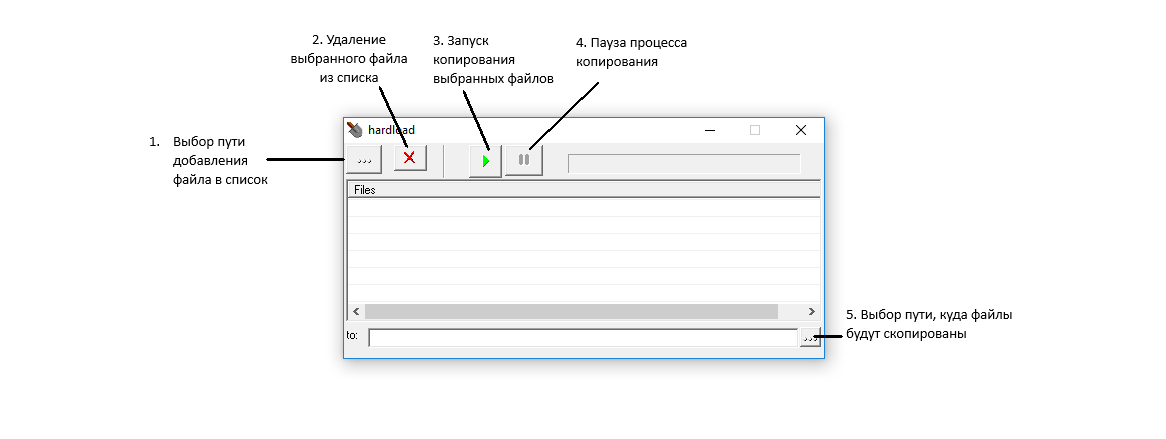 2. Удаление
выбранного файла
из списка
3. Запуск
копирования
выбранных файлов
4. Пауза процесса
копирования
1. Выбор пути
добавления
файла в список
hardload
...
Files
to:
...
5. Выбор пути, куда файлы
будут скопированы